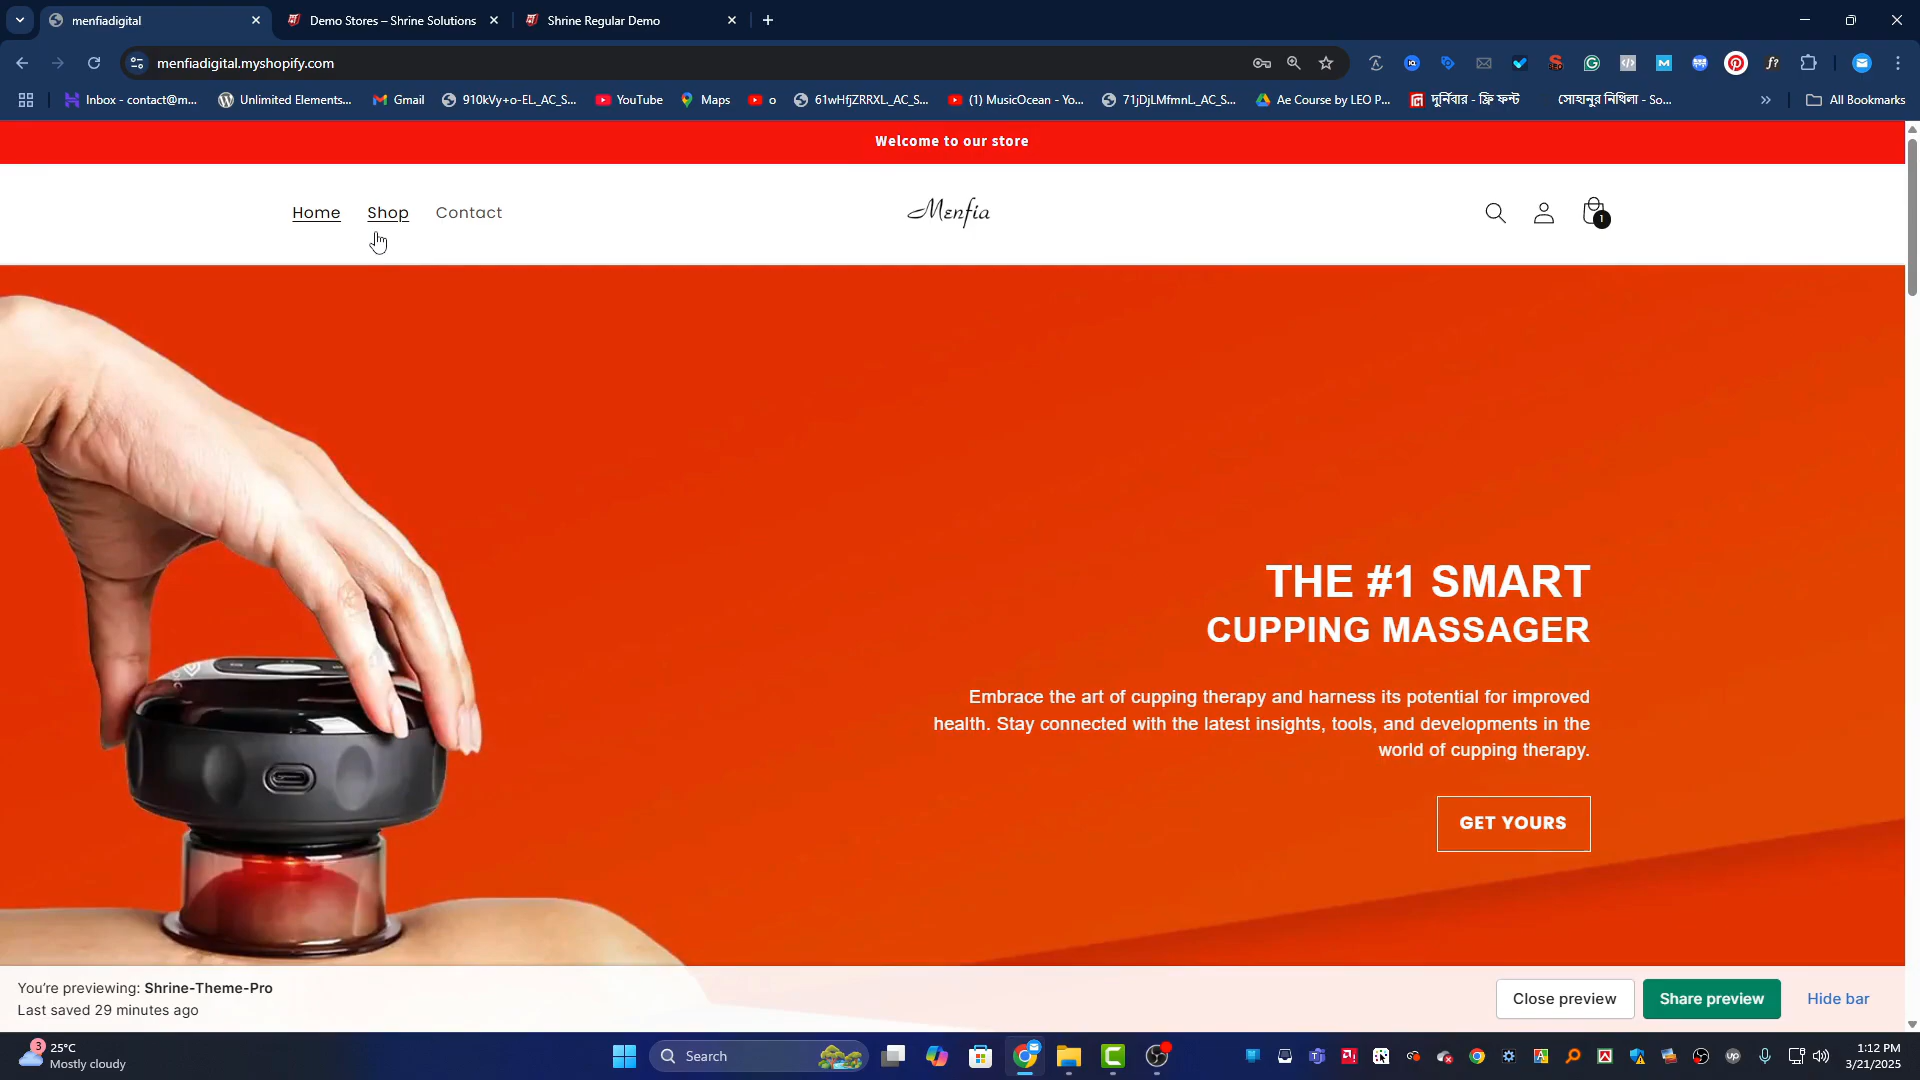 menfiadigital
Demo Stores – Shrine Solutions
Shrine Regular Demo
menfiadigital.myshopify.com
Inbox - contact@m...
Unlimited Elements...
Gmail
910kVy+o-EL._AC_S...
YouTube
Maps
o
61wHfjZRRXL._AC_S...
(1) MusicOcean - Yo...
71jDjLMfmnL._AC_S...
Ae Course by LEO P...
দুর্নিবার - ফ্রি ফন্ট
সোহানুর নিথিলা - So...
All Bookmarks
Welcome to our store
Home
Shop
Contact
Menfia
1
THE #1 SMART
CUPPING MASSAGER
Embrace the art of cupping therapy and harness its potential for improved
health. Stay connected with the latest insights, tools, and developments in the
world of cupping therapy.
GET YOURS
You're previewing: Shrine-Theme-Pro
Last saved 29 minutes ago
Close preview
Share preview
Hide bar
3
25°C
Mostly cloudy
Search
1:12 PM
3/21/2025